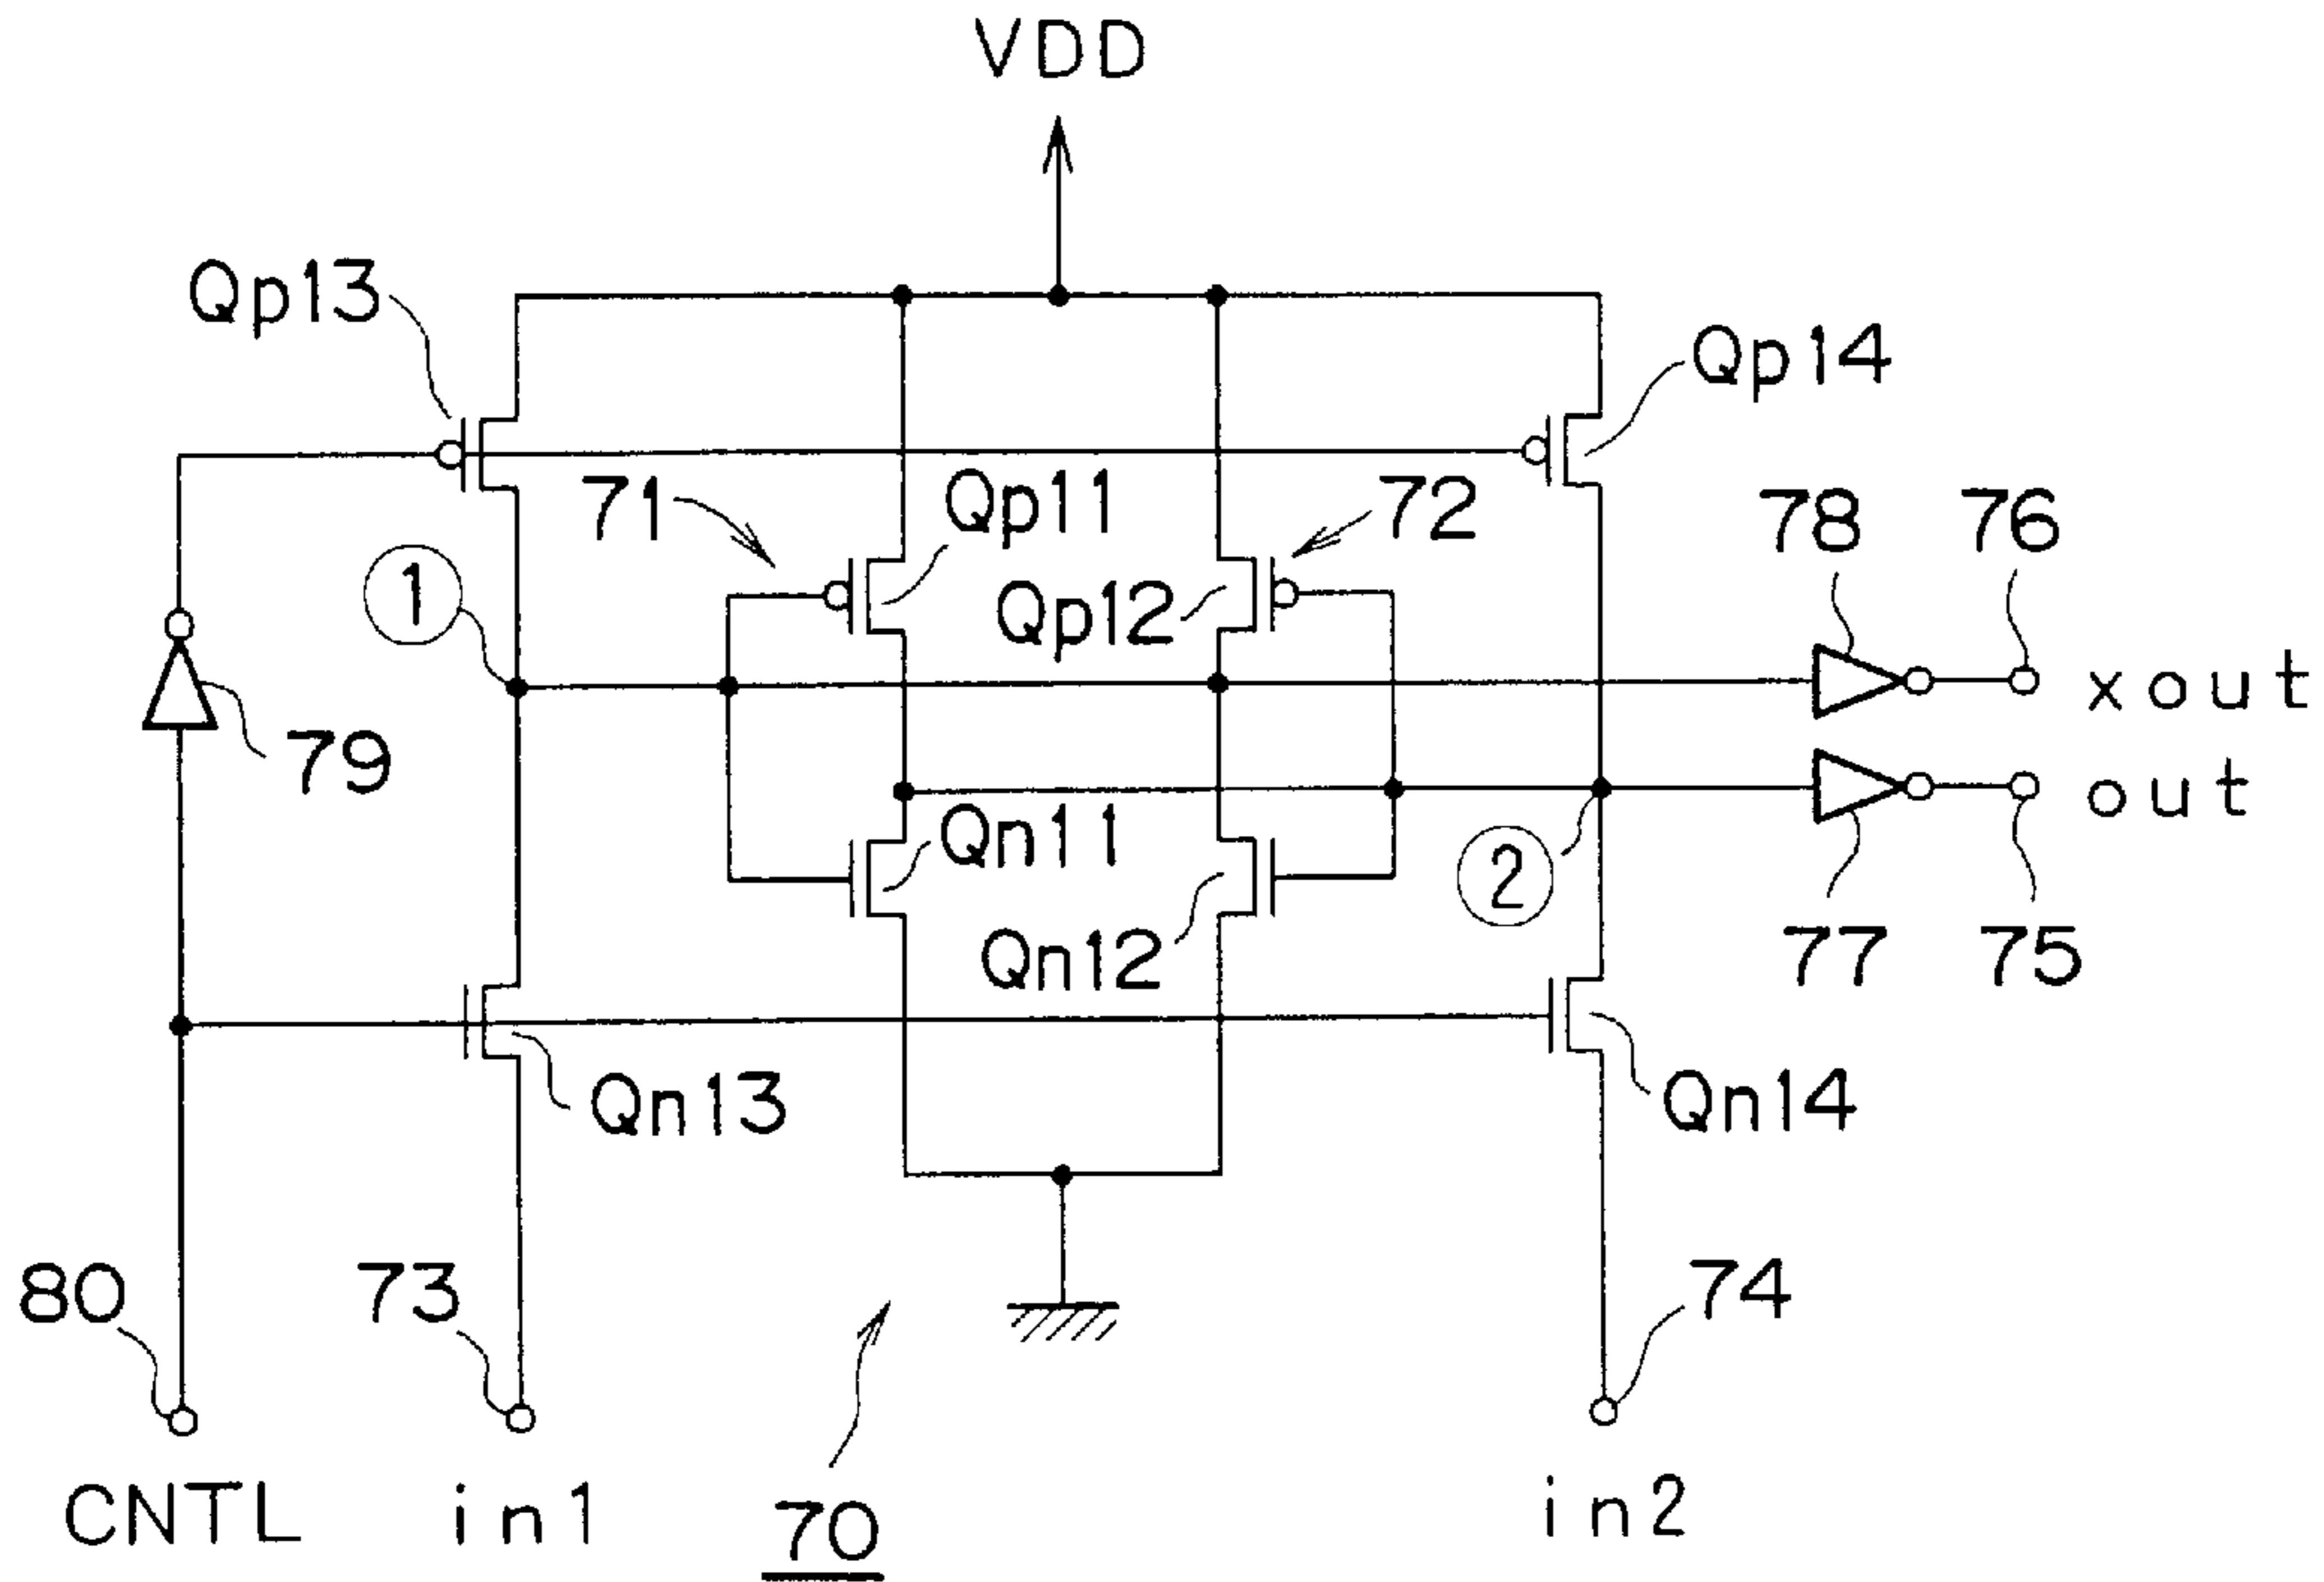 VDD
Qp13
Qp14
71
Qp11
72
78
76
Qp12
1
xout
79
out
Qn11
2
Qn12
77
75
Qn13
Qn14
80
73
74
CNTL
in1
70
in2